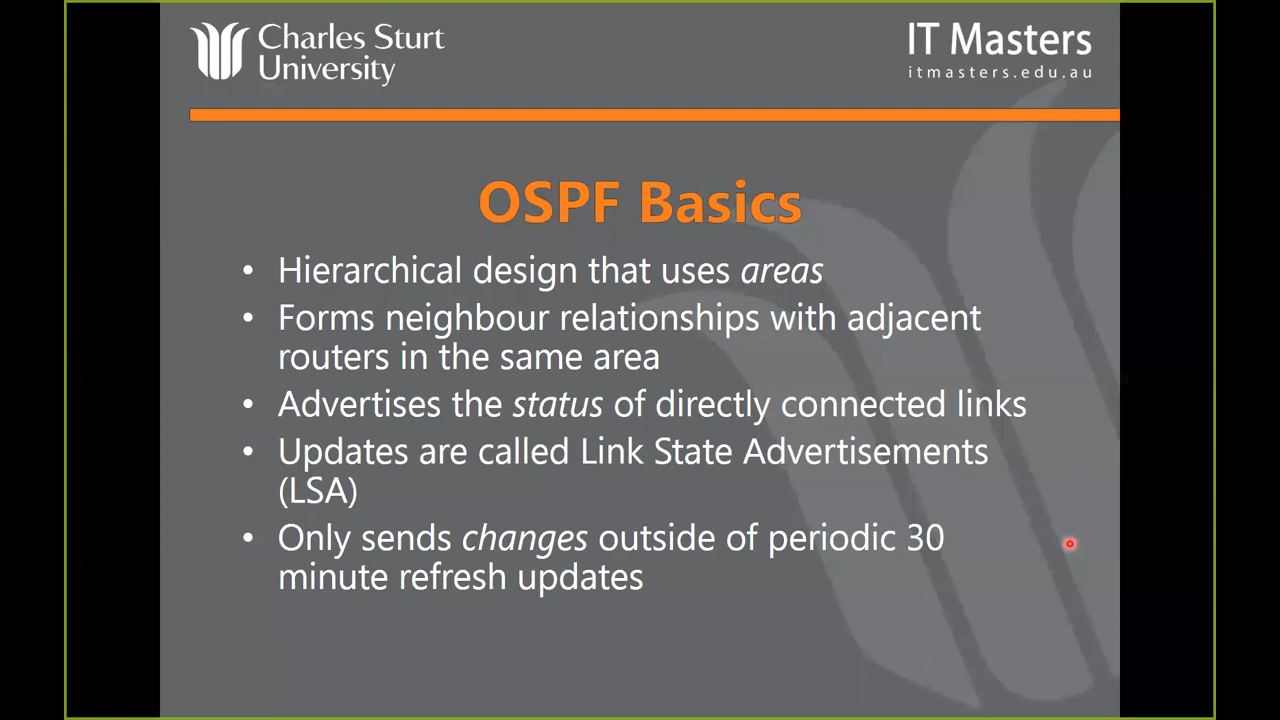 Charles Sturt
University
IT Masters
itmasters.edu.au
OSPF Basics
• Hierarchical design that uses areas
• Forms neighbour relationships with adjacent
routers in the same area
• Advertises the status of directly connected links
• Updates are called Link State Advertisements
(LSA)
• Only sends changes outside of periodic 30
minute refresh updates